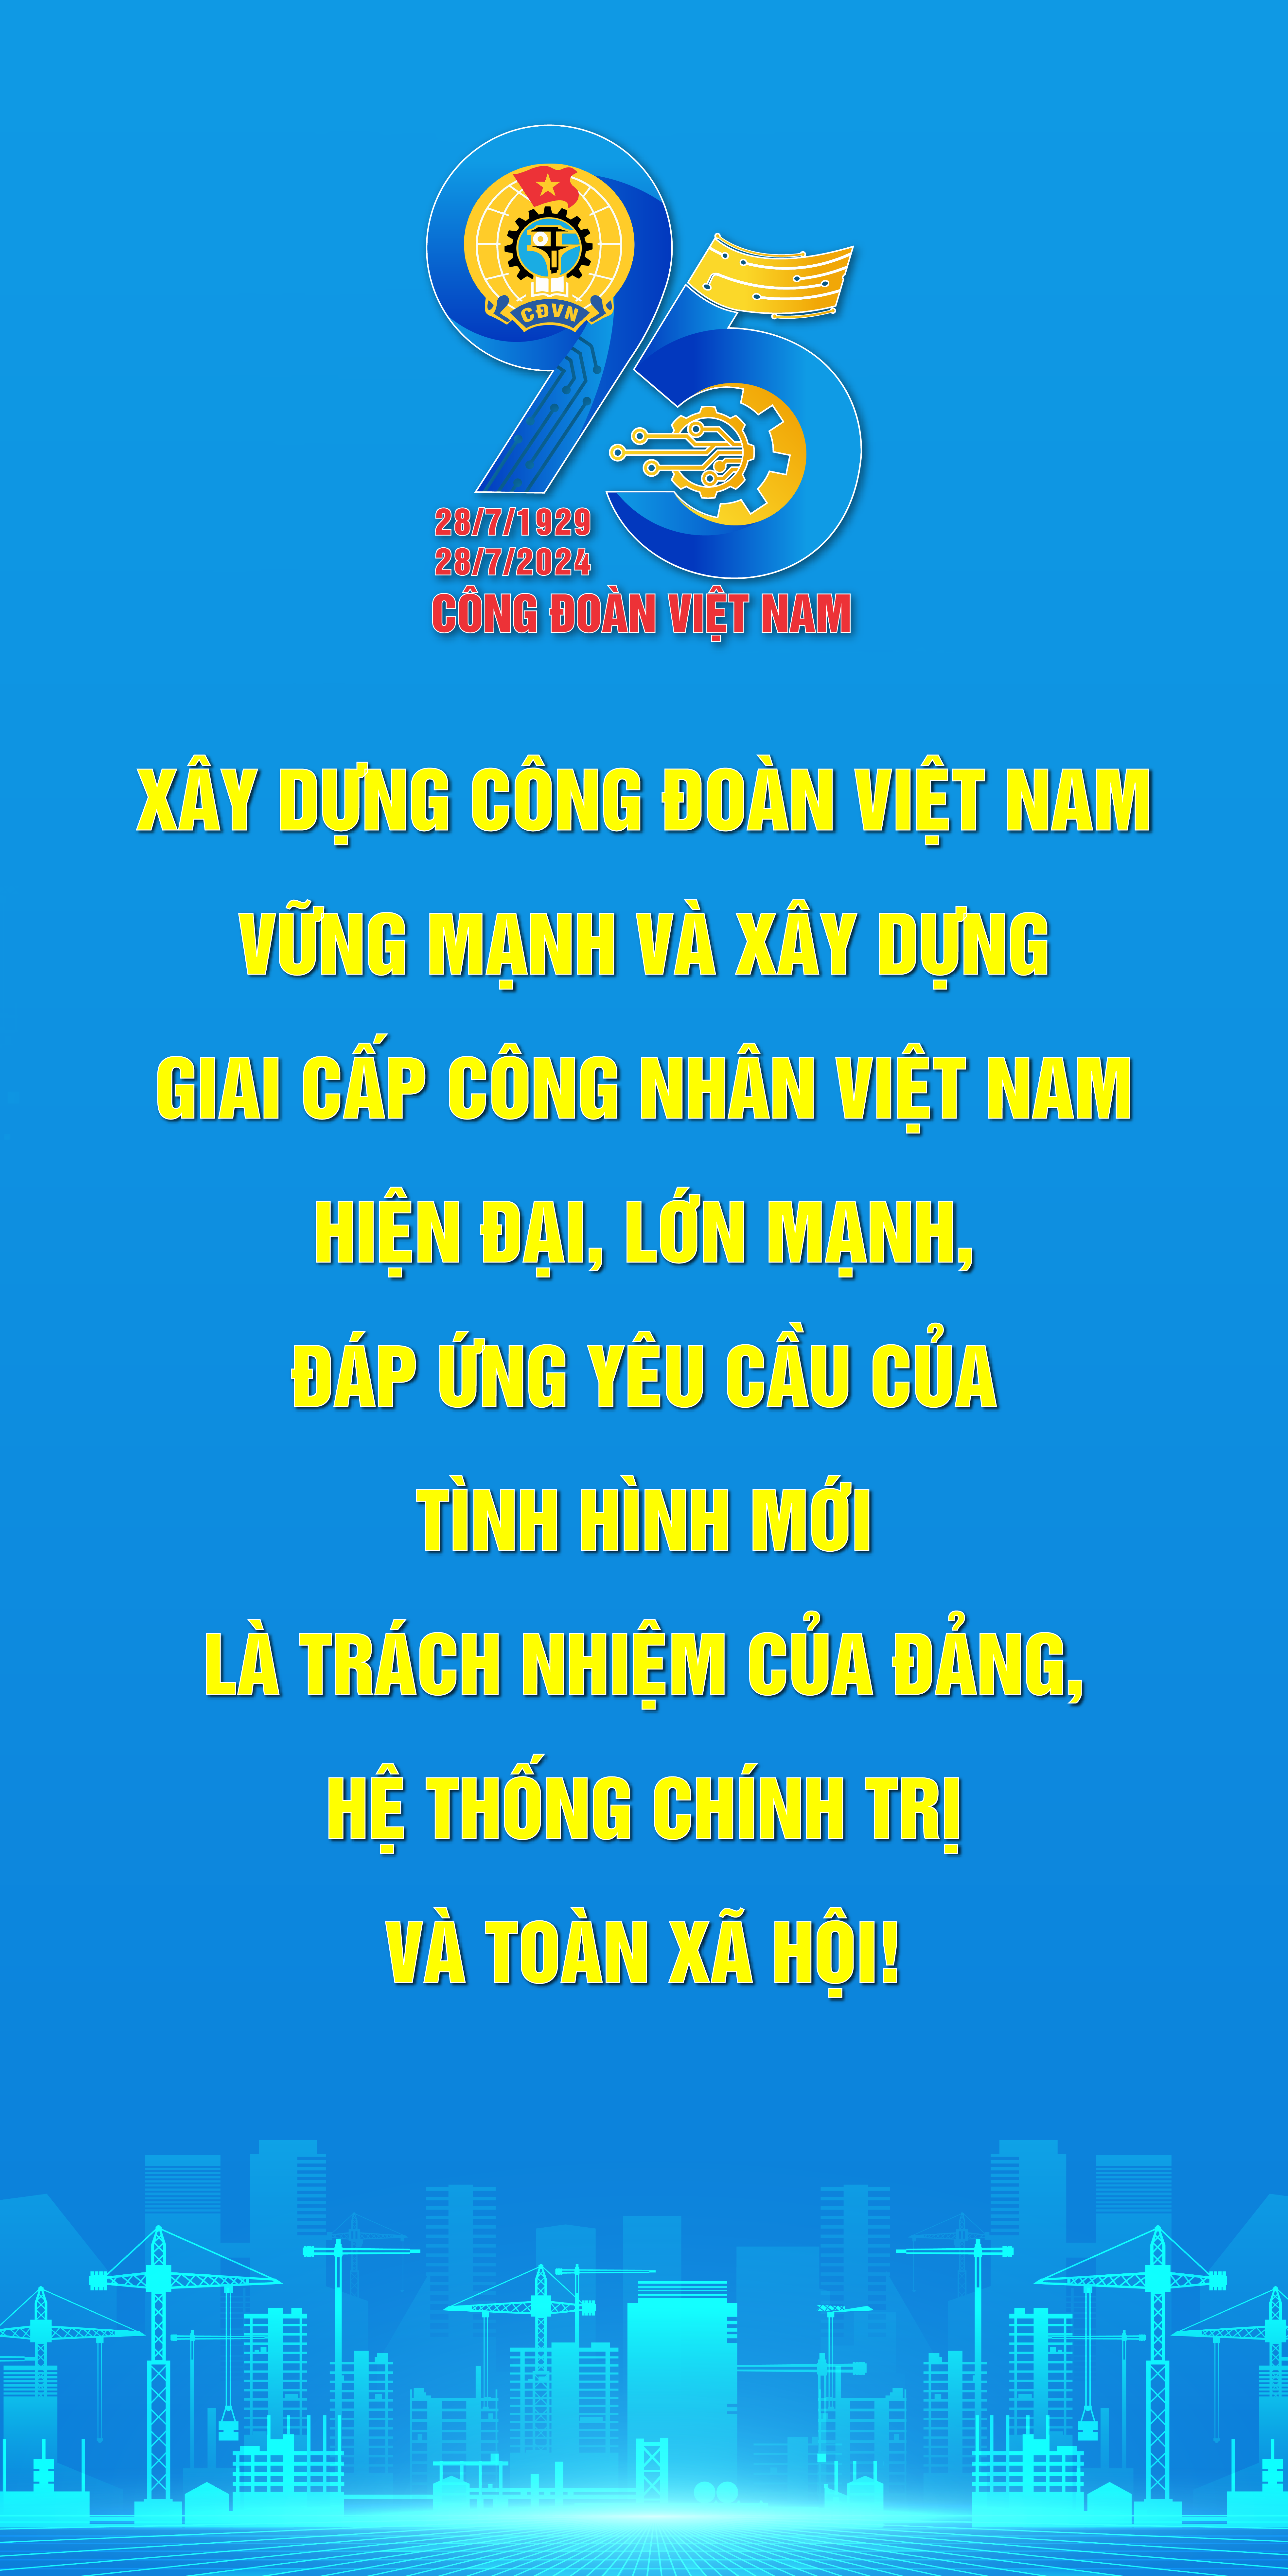 CĐVN
28/7/1929
28/7/2024
CÔNG ĐOÀN VIỆT NAM
XÂY DỰNG CÔNG ĐOÀN VIỆT NAM
VỮNG MẠNH VÀ XÂY DỰNG
GIAI CẤP CÔNG NHÂN VIỆT NAM
HIỆN ĐẠI, LỚN MẠNH,
ĐÁP ỨNG YÊU CẦU CỦA
TÌNH HÌNH MỚI
LÀ TRÁCH NHIỆM CỦA ĐẢNG,
HỆ THỐNG CHÍNH TRỊ
VÀ TOÀN XÃ HỘI!